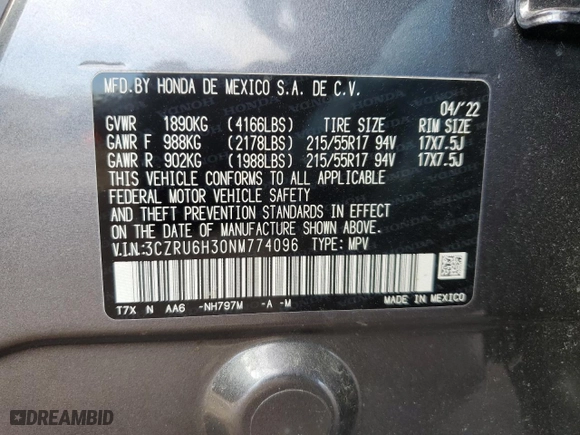 MFD.BY HONDA DE MEXICO S.A. DE C.V.
04/'22
GVWR 1890KG (4166LBS) TIRE SIZE RIM SIZE
GAWR F 988KG (2178LBS) 215/55R17 94V 17X7.5J
GAWR R 902KG (1988LBS) 215/55R17 94V 17X7.5J
THIS VEHICLE CONFORMS TO ALL APPLICABLE
FEDERAL MOTOR VEHICLE SAFETY
AND THEFT PREVENTION STANDARDS IN EFFECT
ON THE DATE OF MANUFACTURE SHOWN ABOVE.
V.I.N.:3CZRU6H30NM774096 TYPE: MPV
T7X N AA6 -NH797M -A -M
MADE IN MEXICO
DREAMBID